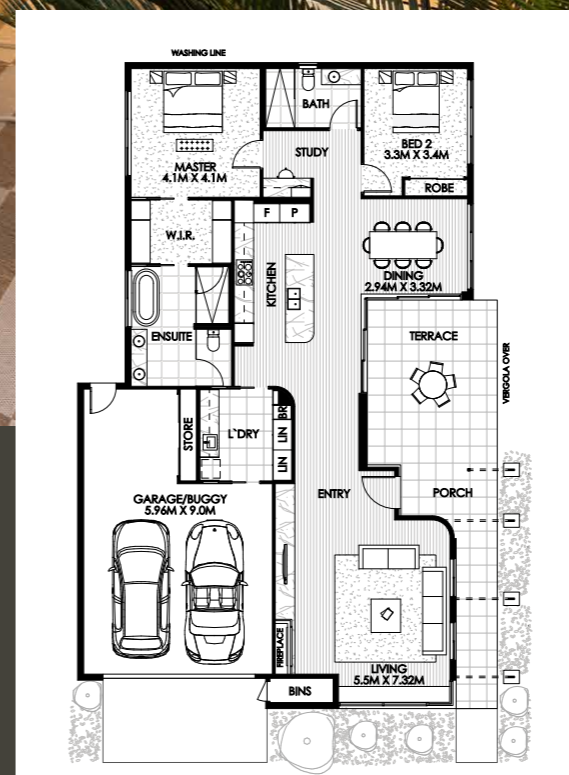 WASHING LINE
BATH
MASTER
4.1M X 4.1M
STUDY
BED 2
3.3M X 3.4M
ROBE
W.I.R.
F
P
KITCHEN
DINING
2.94M X 3.32M
ENSUITE
TERRACE
VERGOLA OVER
STORE
L`DRY
BR
LIN
LIN
GARAGE/BUGGY
5.96M X 9.0M
ENTRY
PORCH
FIREPLACE
LIVING
5.5M X 7.32M
BINS